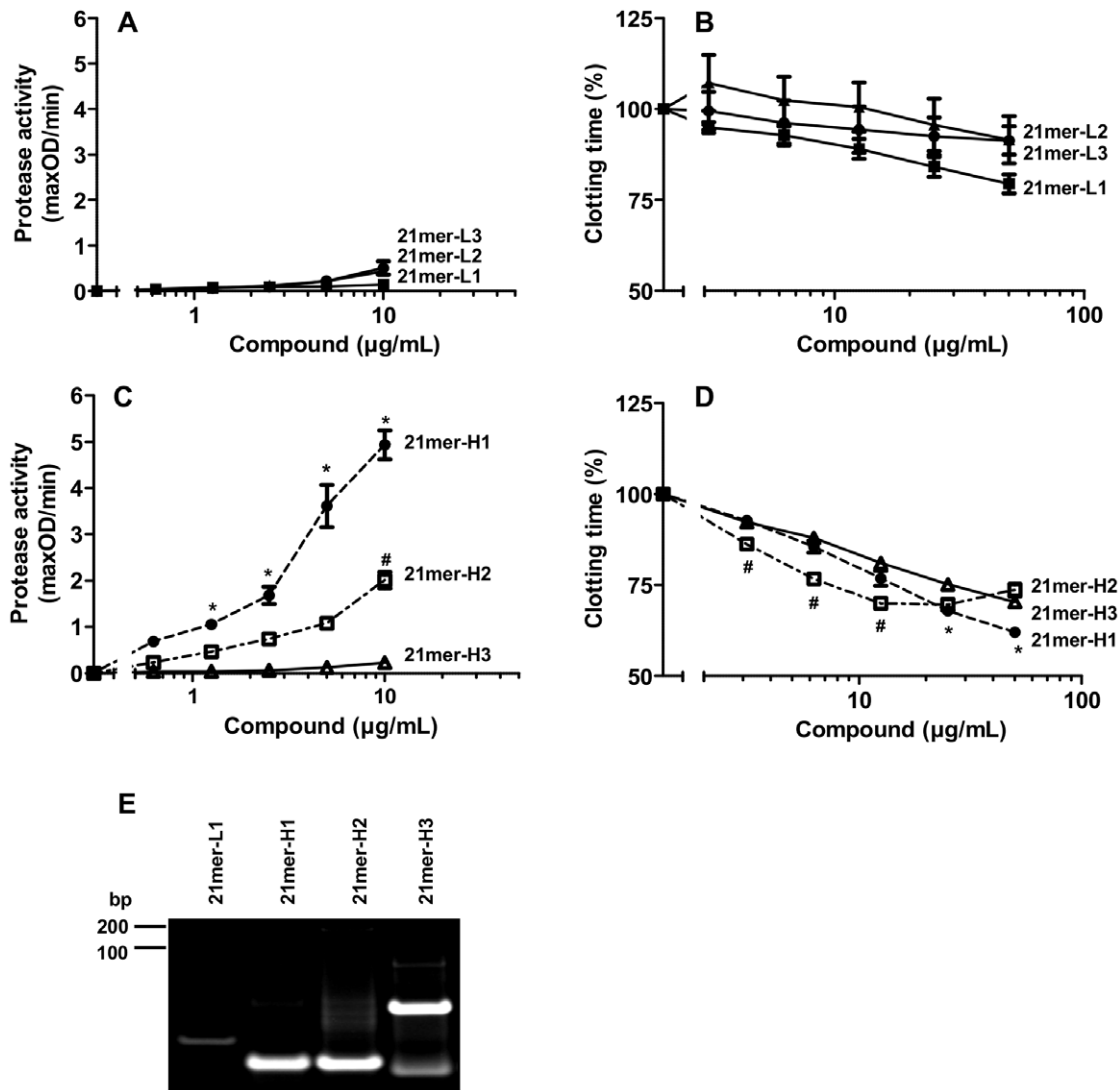 A
Protease activity
(maxOD/min)
6
5
4
3
2
1
0
21mer-L3
21mer-L2
21mer-L1
1
10
Compound (µg/mL)
B
Clotting time (%)
125
100
75
50
21mer-L2
21mer-L3
21mer-L1
10
100
Compound (µg/mL)
C
Protease activity
(maxOD/min)
6
5
4
3
2
1
0
*
*
*
*
#
21mer-H1
21mer-H2
21mer-H3
1
10
Compound (µg/mL)
D
Clotting time (%)
125
100
75
50
#
#
#
*
*
21mer-H2
21mer-H3
21mer-H1
10
100
Compound (µg/mL)
E
21mer-L1
21mer-H1
21mer-H2
21mer-H3
bp
200
100